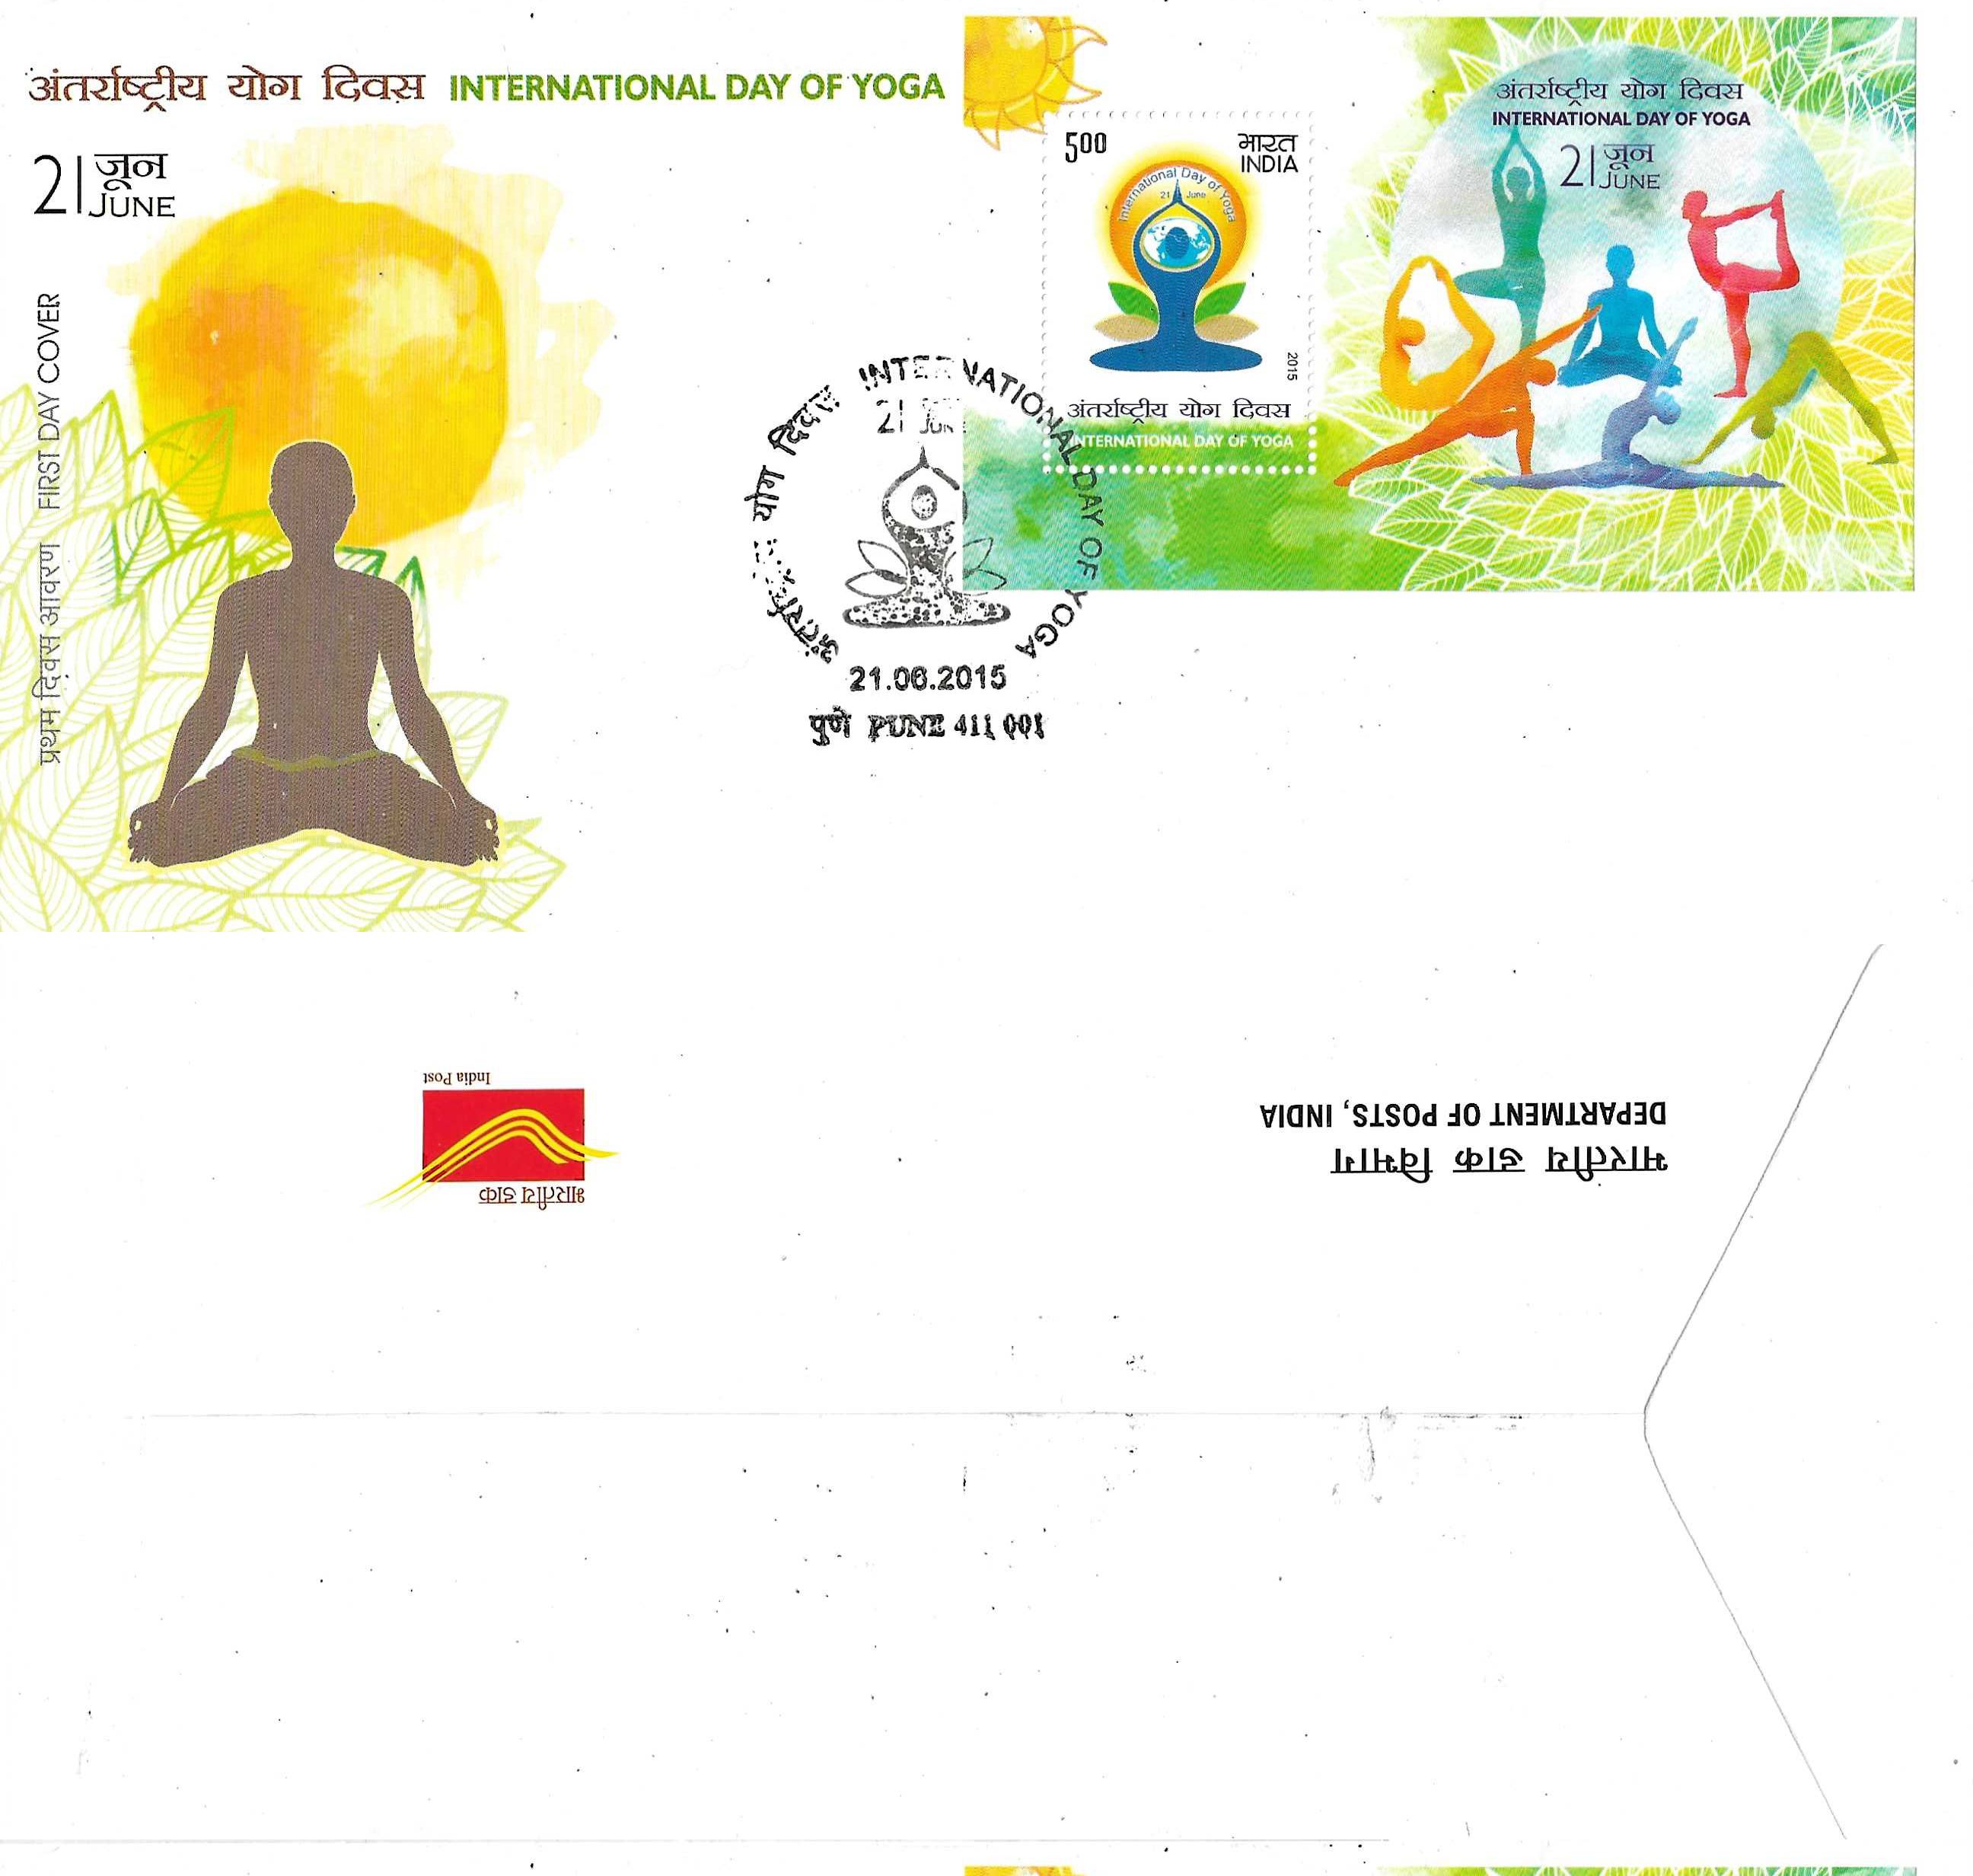 अंतर्राष्ट्रीय योग दिवस INTERNATIONAL DAY OF YOGA
21 जून
JUNE
प्रथम दिवस आवरण FIRST DAY COVER
5.00
भारत
INDIA
International Day of Yoga
21 June
2015
अंतर्राष्ट्रीय योग दिवस
INTERNATIONAL DAY OF YOGA
अंतर्राष्ट्रीय योग दिवस
INTERNATIONAL DAY OF YOGA
21 जून
JUNE
अंतर्रा योग दिवस INTERNATIONAL DAY OF YOGA
21 JUN
21.06.2015
पुणे PUNE 411 001
भारतीय डाक
India Post
भारतीय डाक विभाग
DEPARTMENT OF POSTS, INDIA